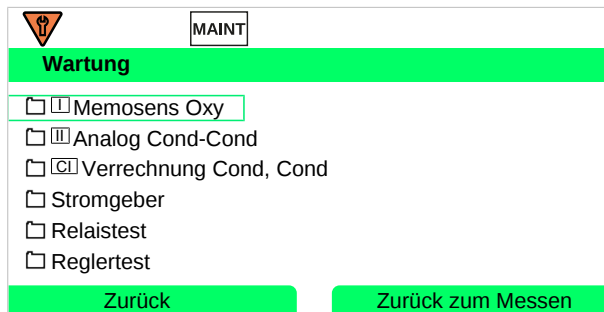 MAINT
Wartung
I Memosens Oxy
II Analog Cond-Cond
CI Verrechnung Cond, Cond
Stromgeber
Relaistest
Reglertest
Zurück Zurück zum Messen